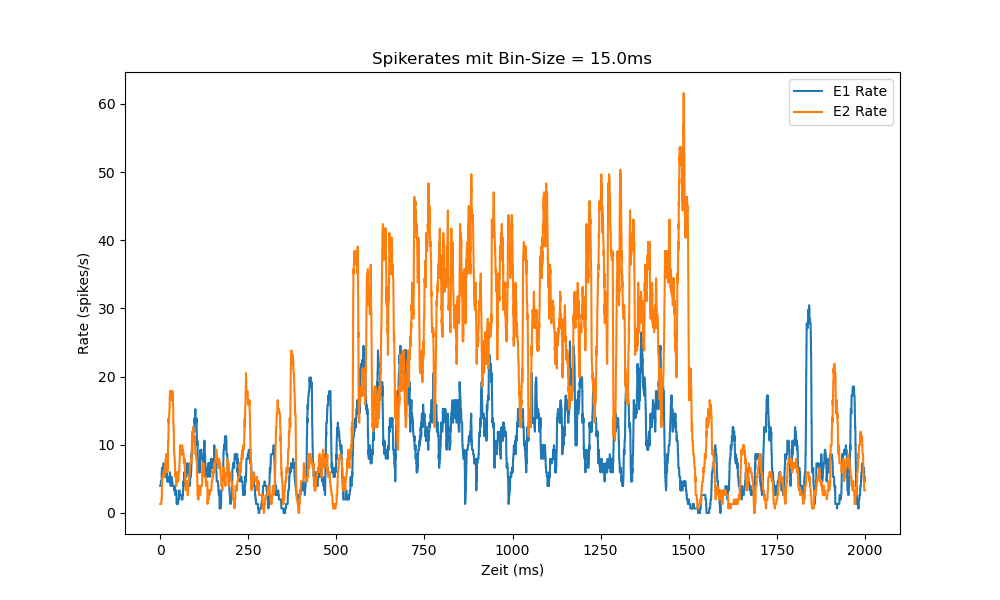 Spikerates mit Bin-Size = 15.0ms
E1 Rate
E2 Rate
Rate (spikes/s)
60
50
40
30
20
10
0
0 250 500 750 1000 1250 1500 1750 2000
Zeit (ms)